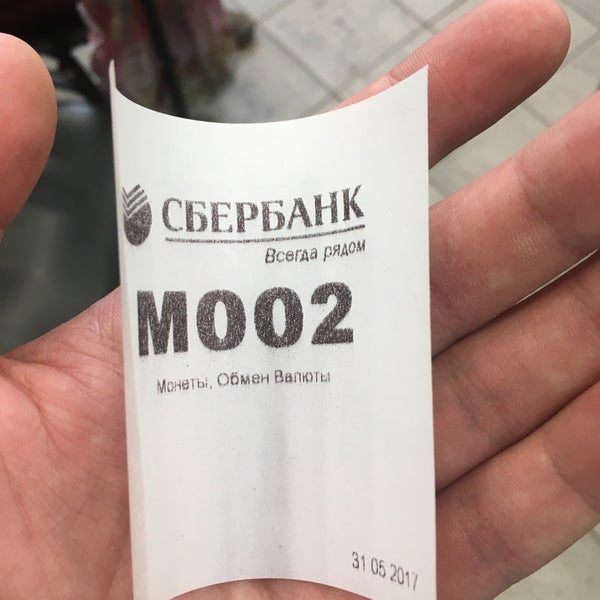 СБЕРБАНК
Всегда рядом
М002
Монеты, Обмен Валюты
31 05 2017